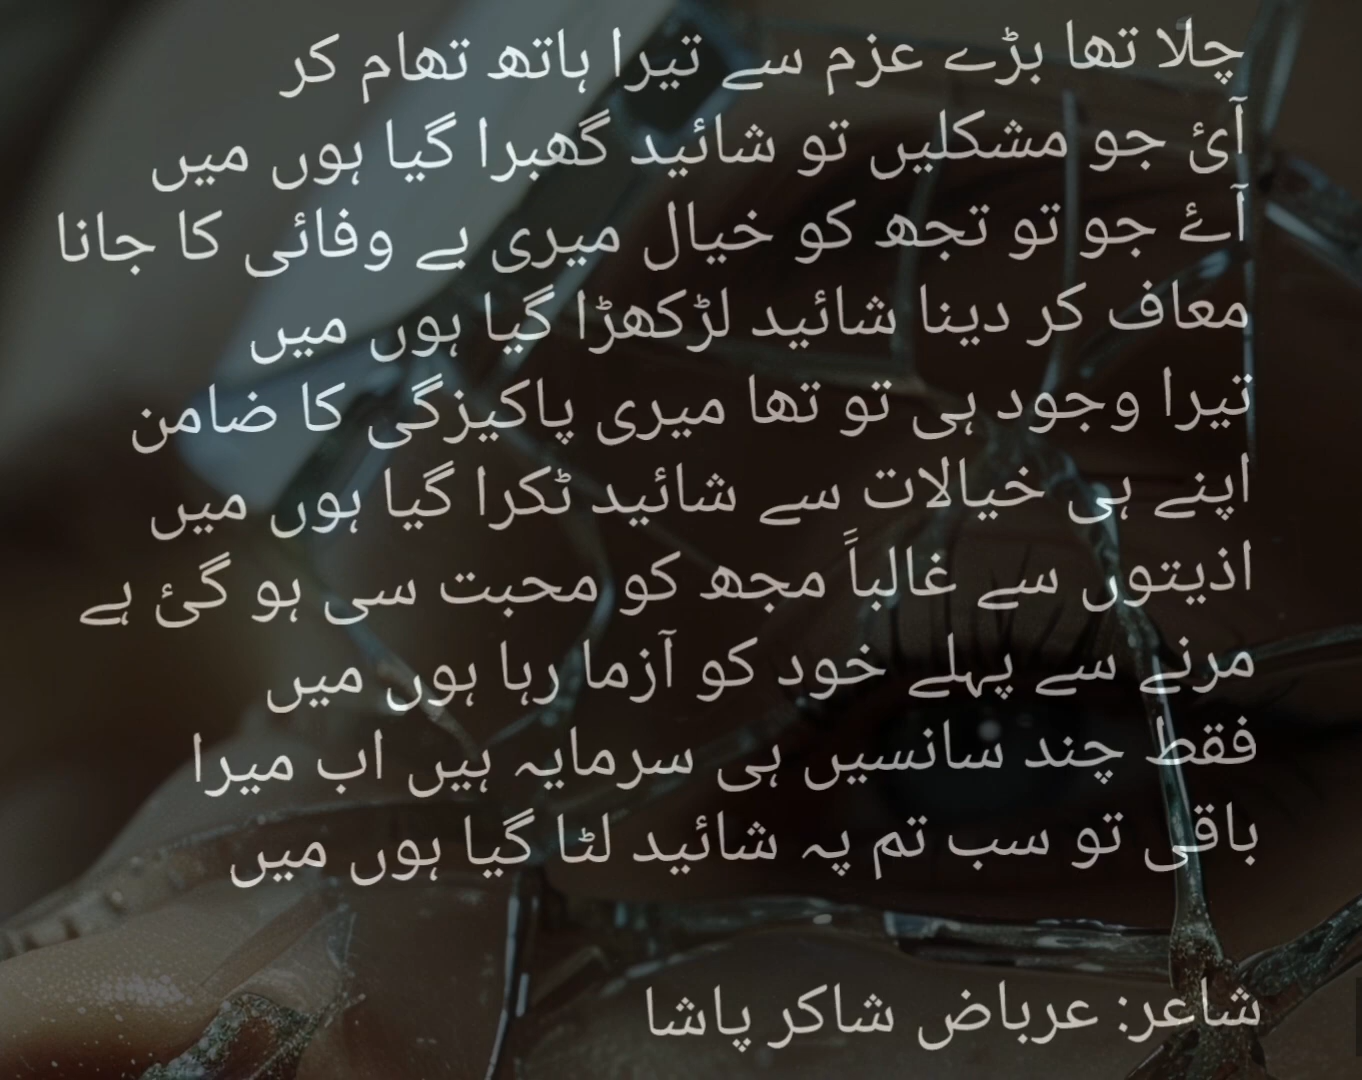 چلا تھا بڑے عزم سے تیرا ہاتھ تھام کر
آئ جو مشکلیں تو شائید گھبرا گیا ہوں میں
آۓ جو تو تجھ کو خیال میری بے وفائی کا جانا
معاف کر دینا شائید لڑکھڑا گیا ہوں میں
تیرا وجود ہی تو تھا میری پاکیزگی کا ضامن
اپنے ہی خیالات سے شائید ٹکرا گیا ہوں میں
اذیتوں سے غالباََ مجھ کو محبت سی ہو گئ ہے
مرنے سے پہلے خود کو آزما رہا ہوں میں
فقط چند سانسیں ہی سرمایہ ہیں اب میرا
باقی تو سب تم پہ شائید لٹا گیا ہوں میں
شاعر: عرباض شاکر پاشا